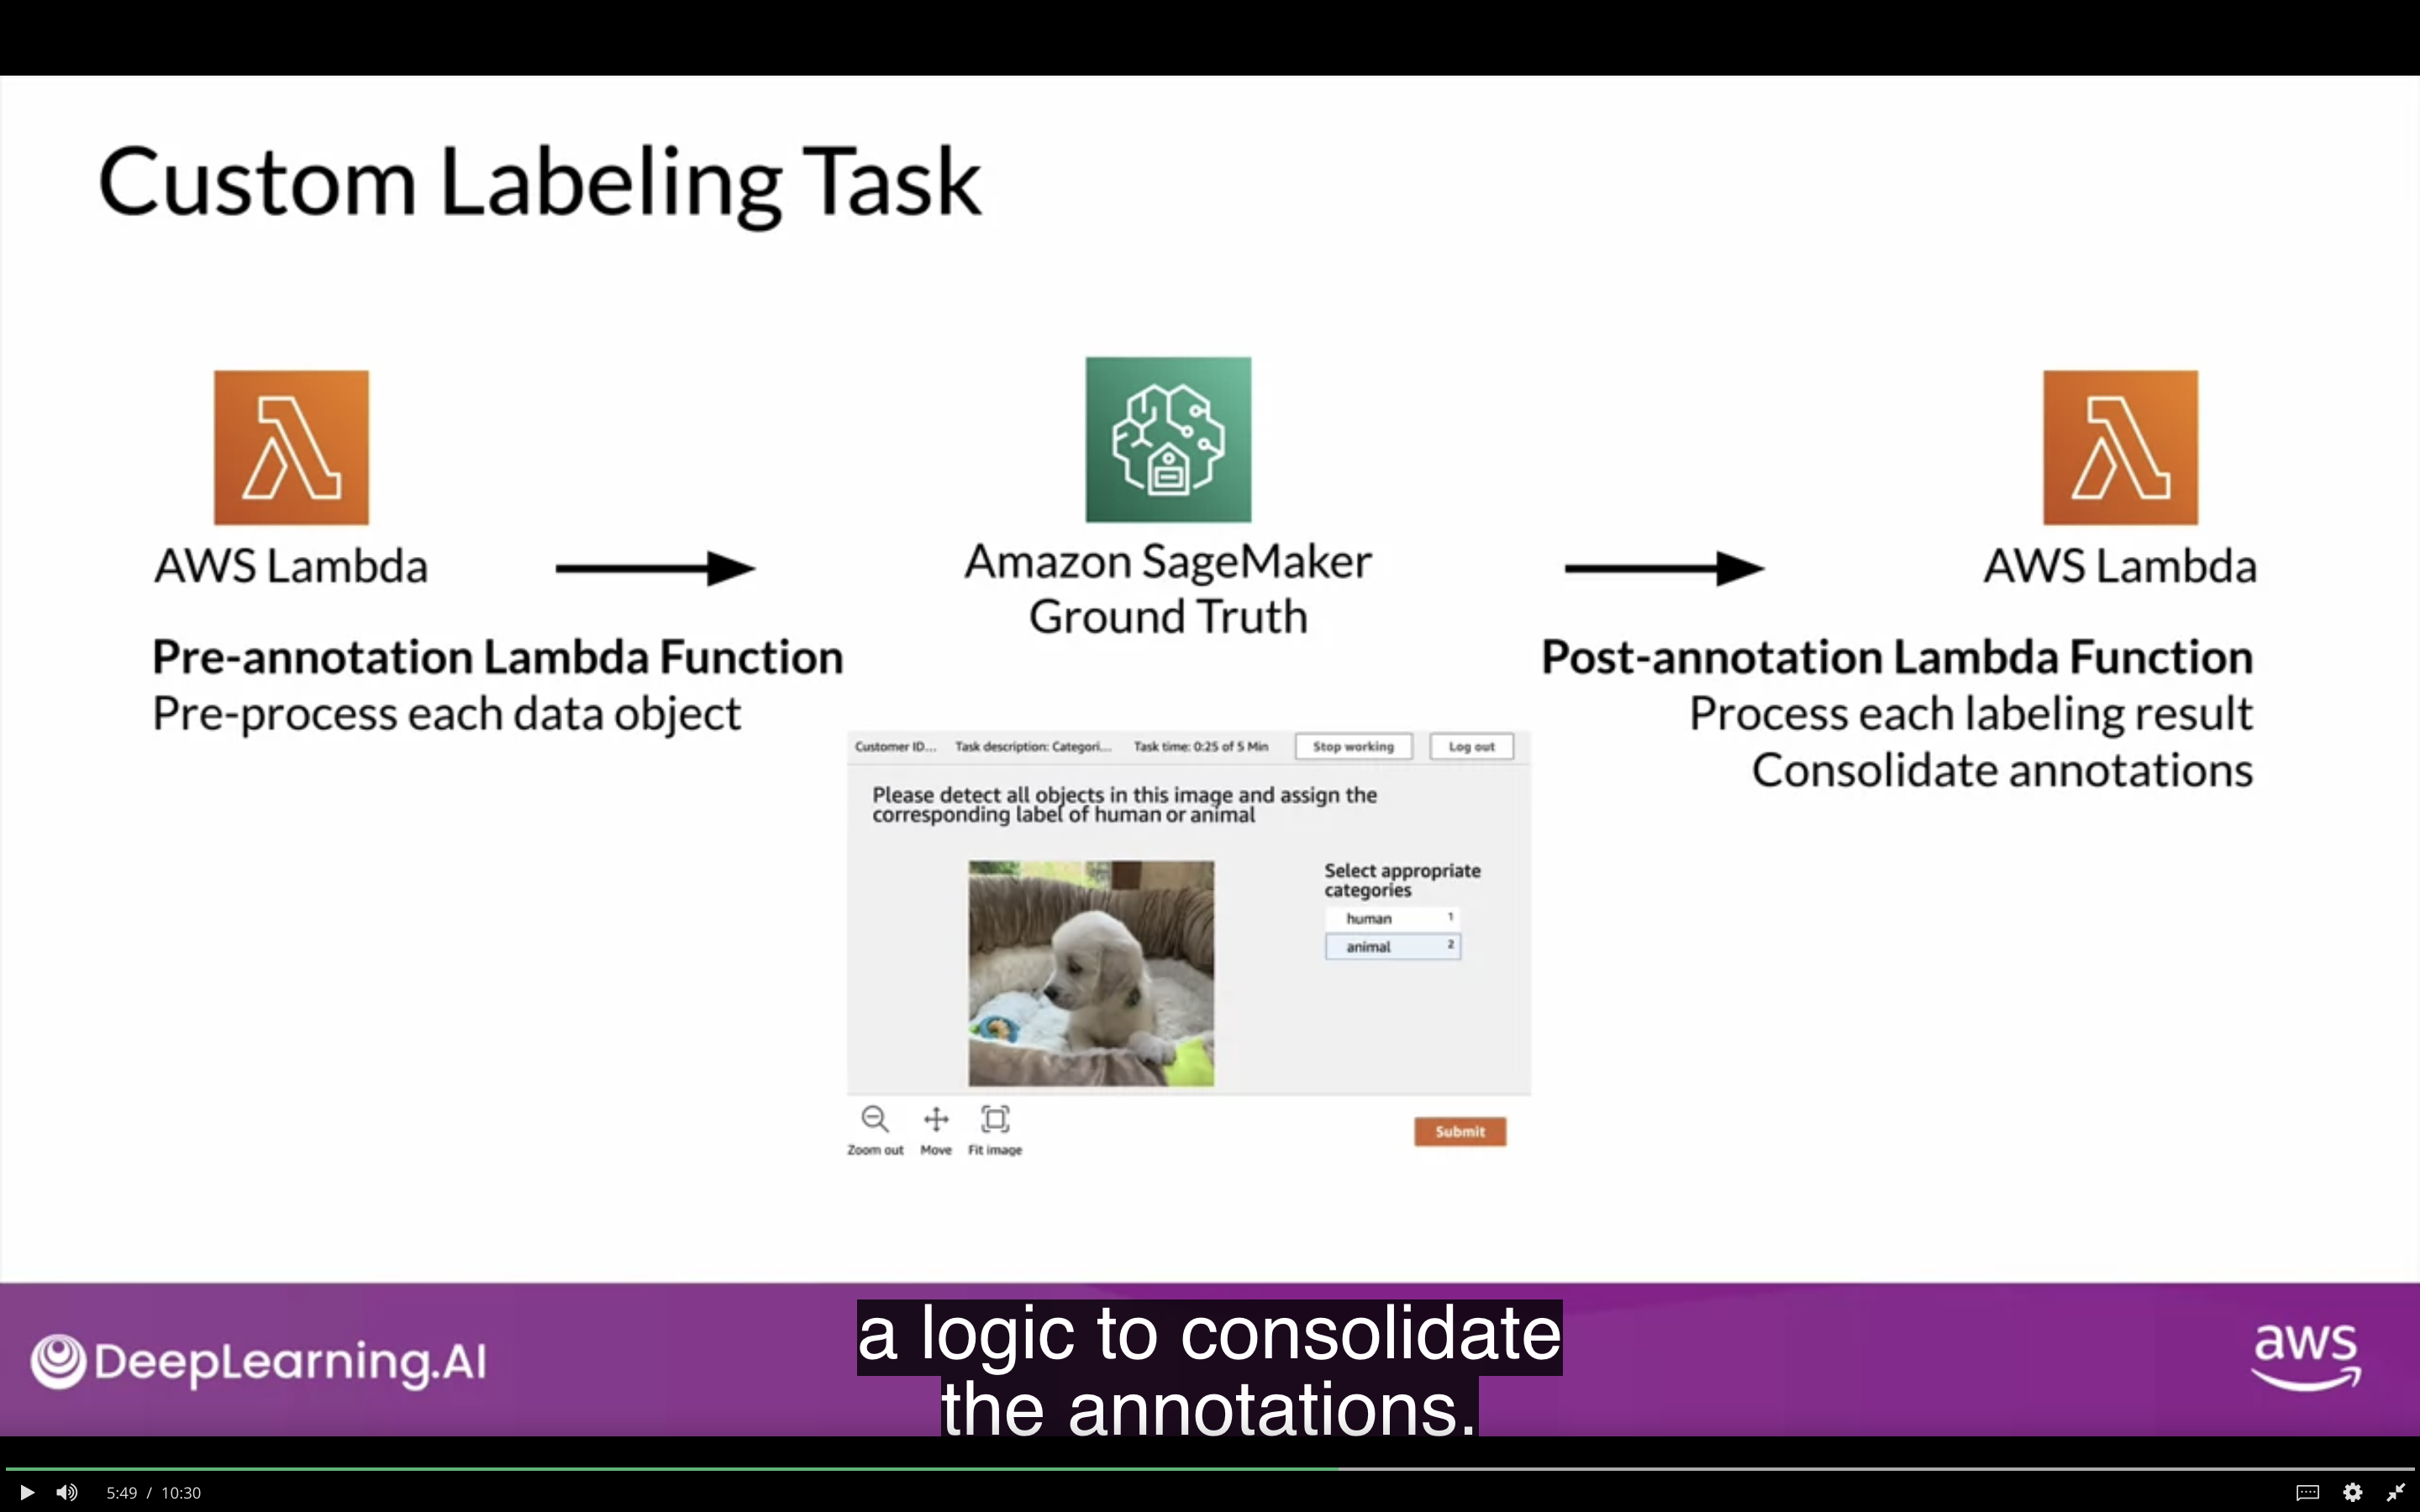 Custom Labeling Task
AWS Lambda
Pre-annotation Lambda Function
Pre-process each data object
Amazon SageMaker
Ground Truth
AWS Lambda
Post-annotation Lambda Function
Process each labeling result
Consolidate annotations
Customer ID... Task description: Categori... Task time: 0:25 of 5 Min Stop working Log out
Please detect all objects in this image and assign the
corresponding label of human or animal
Select appropriate
categories
human 1
animal 2
Zoom out Move Fit image
Submit
DeepLearning.AI
a logic to consolidate
the annotations.
aws
5:49 / 10:30